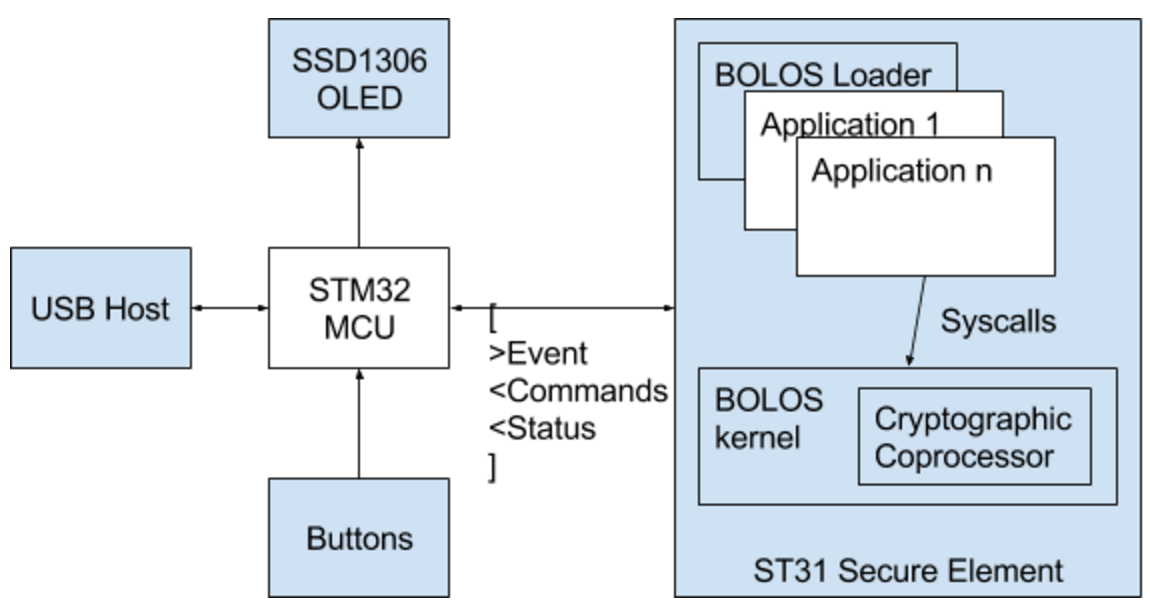 SSD1306
OLED
USB Host
STM32
MCU
Buttons
[
>Event
<Commands
<Status
]
BOLOS Loader
Application 1
Application n
Syscalls
BOLOS
kernel
Cryptographic
Coprocessor
ST31 Secure Element